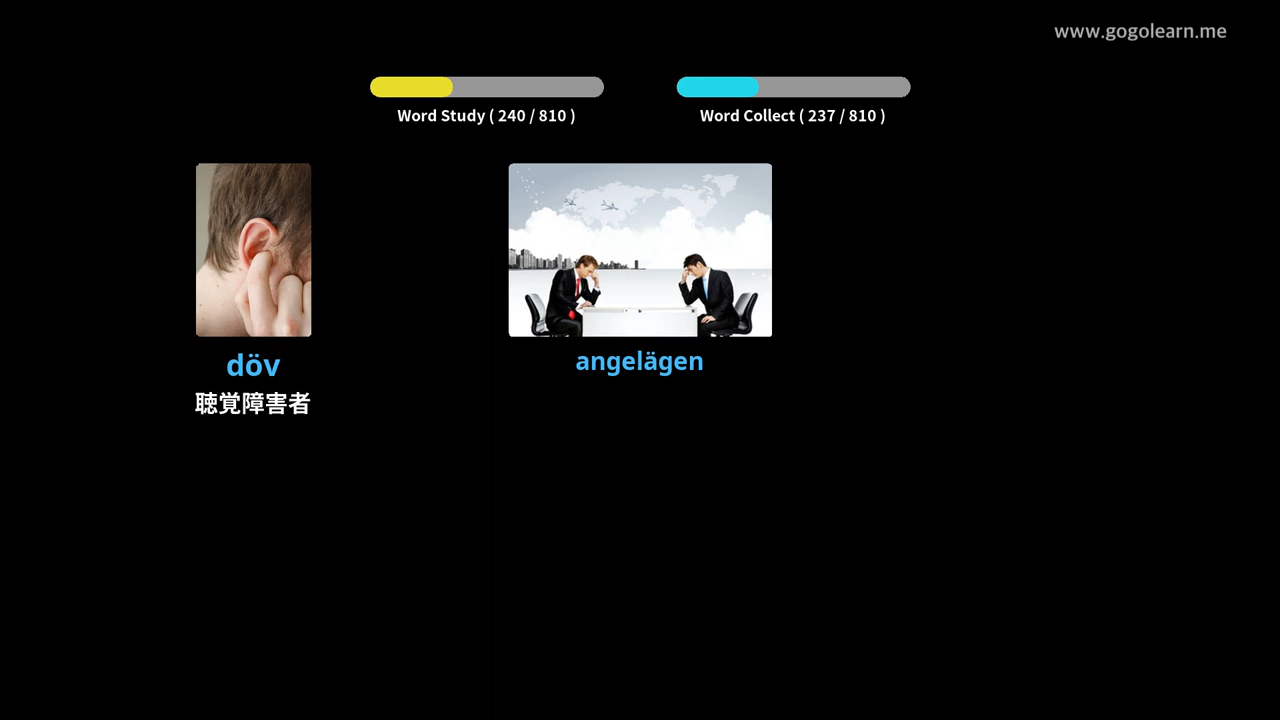 www.gogolearn.me
Word Study ( 240 / 810 )
Word Collect ( 237 / 810 )
döv
聴覚障害者
angelägen